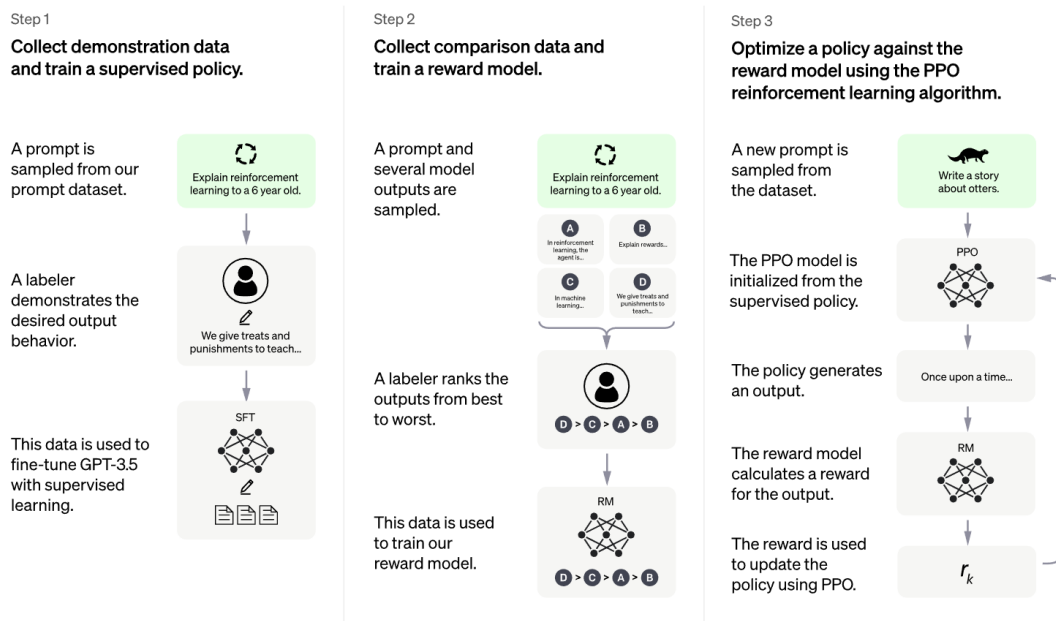 Step 1
Collect demonstration data
and train a supervised policy.
A prompt is
sampled from our
prompt dataset.
Explain reinforcement
learning to a 6 year old.
A labeler
demonstrates the
desired output
behavior.
We give treats and
punishments to teach...
This data is used to
fine-tune GPT-3.5
with supervised
learning.
SFT
Step 2
Collect comparison data and
train a reward model.
A prompt and
several model
outputs are
sampled.
Explain reinforcement
learning to a 6 year old.
A
In reinforcement
learning, the
agent is...
B
Explain rewards...
C
In machine
learning...
D
We give treats and
punishments to
teach...
A labeler ranks the
outputs from best
to worst.
D > C > A > B
This data is used
to train our
reward model.
RM
D > C > A > B
Step 3
Optimize a policy against the
reward model using the PPO
reinforcement learning algorithm.
A new prompt is
sampled from
the dataset.
Write a story
about otters.
The PPO model is
initialized from the
supervised policy.
PPO
The policy generates
an output.
Once upon a time...
The reward model
calculates a reward
for the output.
RM
The reward is used
to update the
policy using PPO.
rₖ